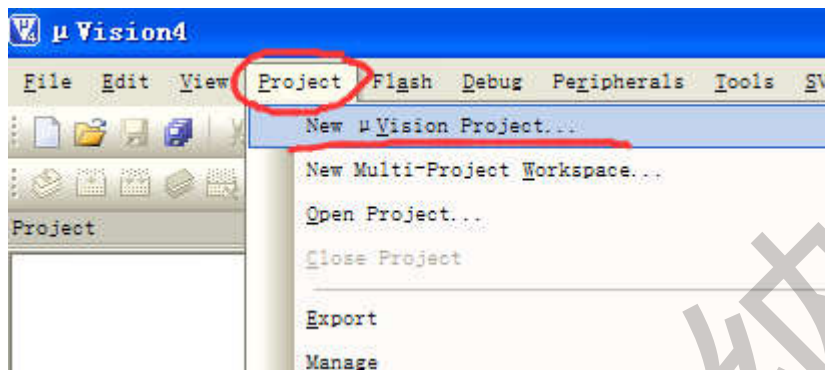 μVision4
File Edit View Project Flash Debug Peripherals Tools
New μVision Project...
New Multi-Project Workspace...
Open Project...
Project
Close Project
Export
Manage